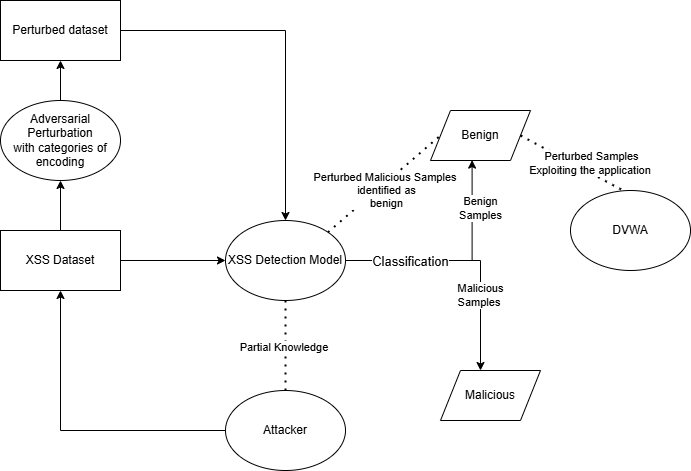 Perturbed dataset
Adversarial
Perturbation
with categories of
encoding
XSS Dataset
XSS Detection Model
Classification
Partial Knowledge
Attacker
Perturbed Malicious Samples
identified as
benign
Benign
Benign
Samples
Malicious
Samples
Malicious
Perturbed Samples
Exploiting the application
DVWA